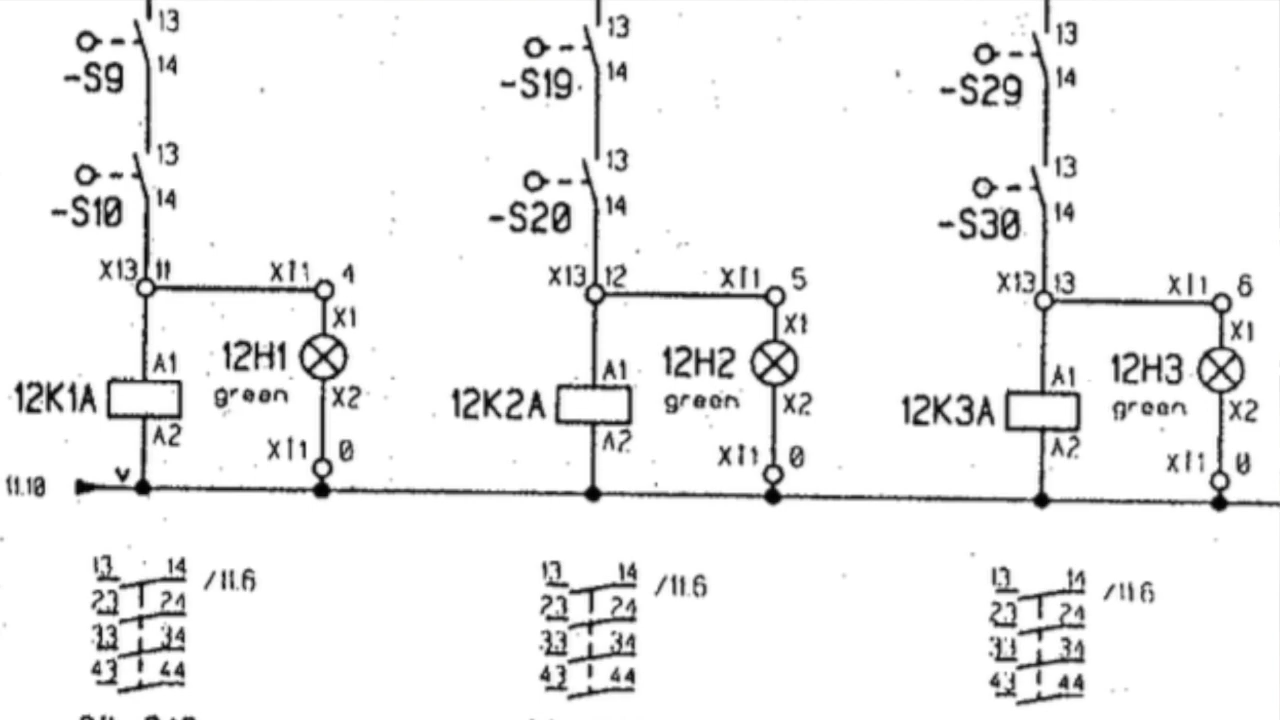 13 13 13
14 14 14
-S9 -S19 -S29
13 13 13
14 14 14
-S10 -S20 -S30
X13 11 X11 4 X13 12 X11 5 X13 13 X11 6
X1 X1 X1
A1 12H1 A1 12H2 A1 12H3
12K1A green X2 12K2A green X2 12K3A green X2
A2 X11 0 A2 X11 0 A2 X11 0
11.10 V
13 14 /11.6 13 14 /11.6 13 14 /11.6
23 24 23 24 23 24
33 34 33 34 33 34
43 44 43 44 43 44